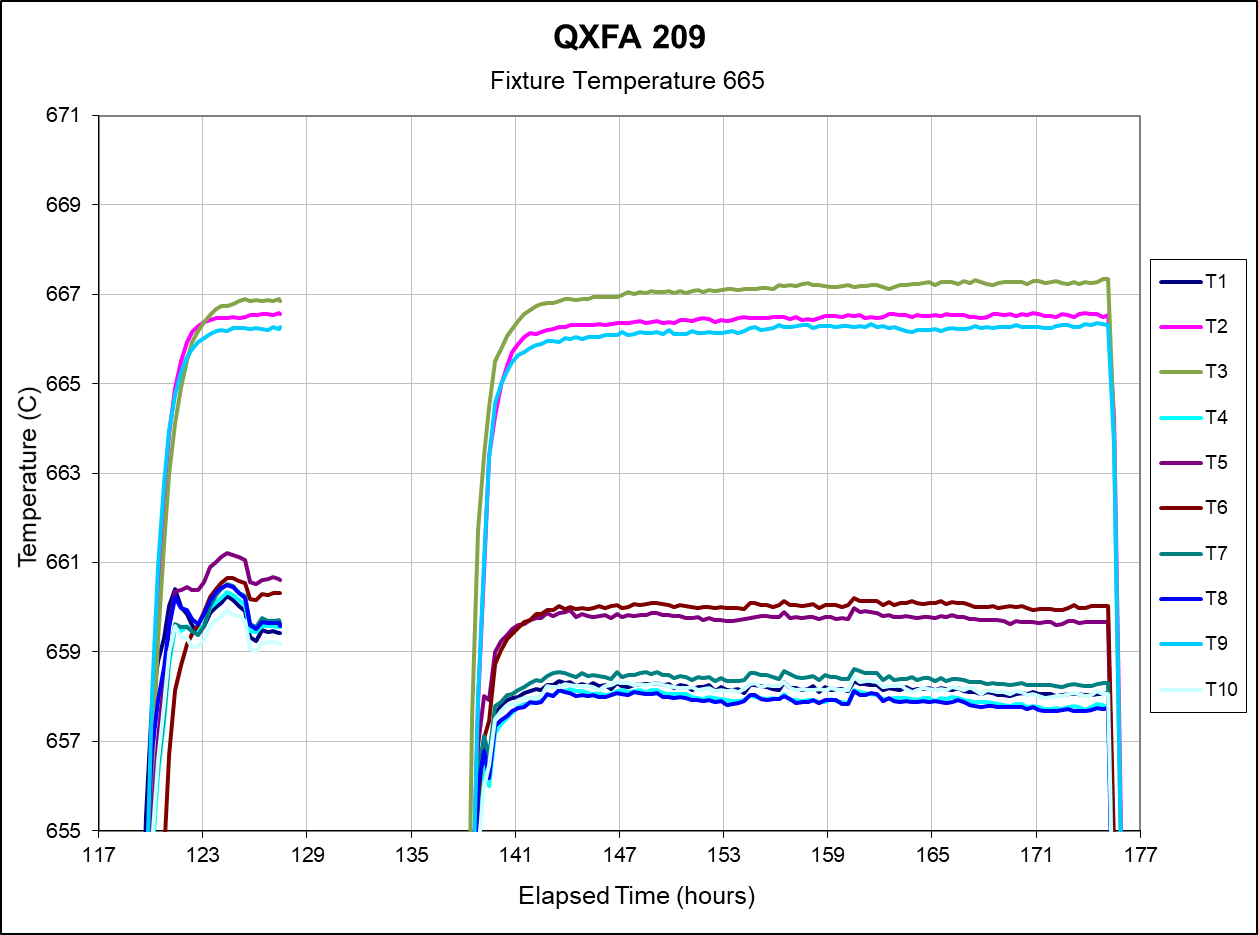 QXFA 209
Fixture Temperature 665
671
669
667
665
663
661
659
657
655
Temperature (C)
117 123 129 135 141 147 153 159 165 171 177
Elapsed Time (hours)
T1
T2
T3
T4
T5
T6
T7
T8
T9
T10